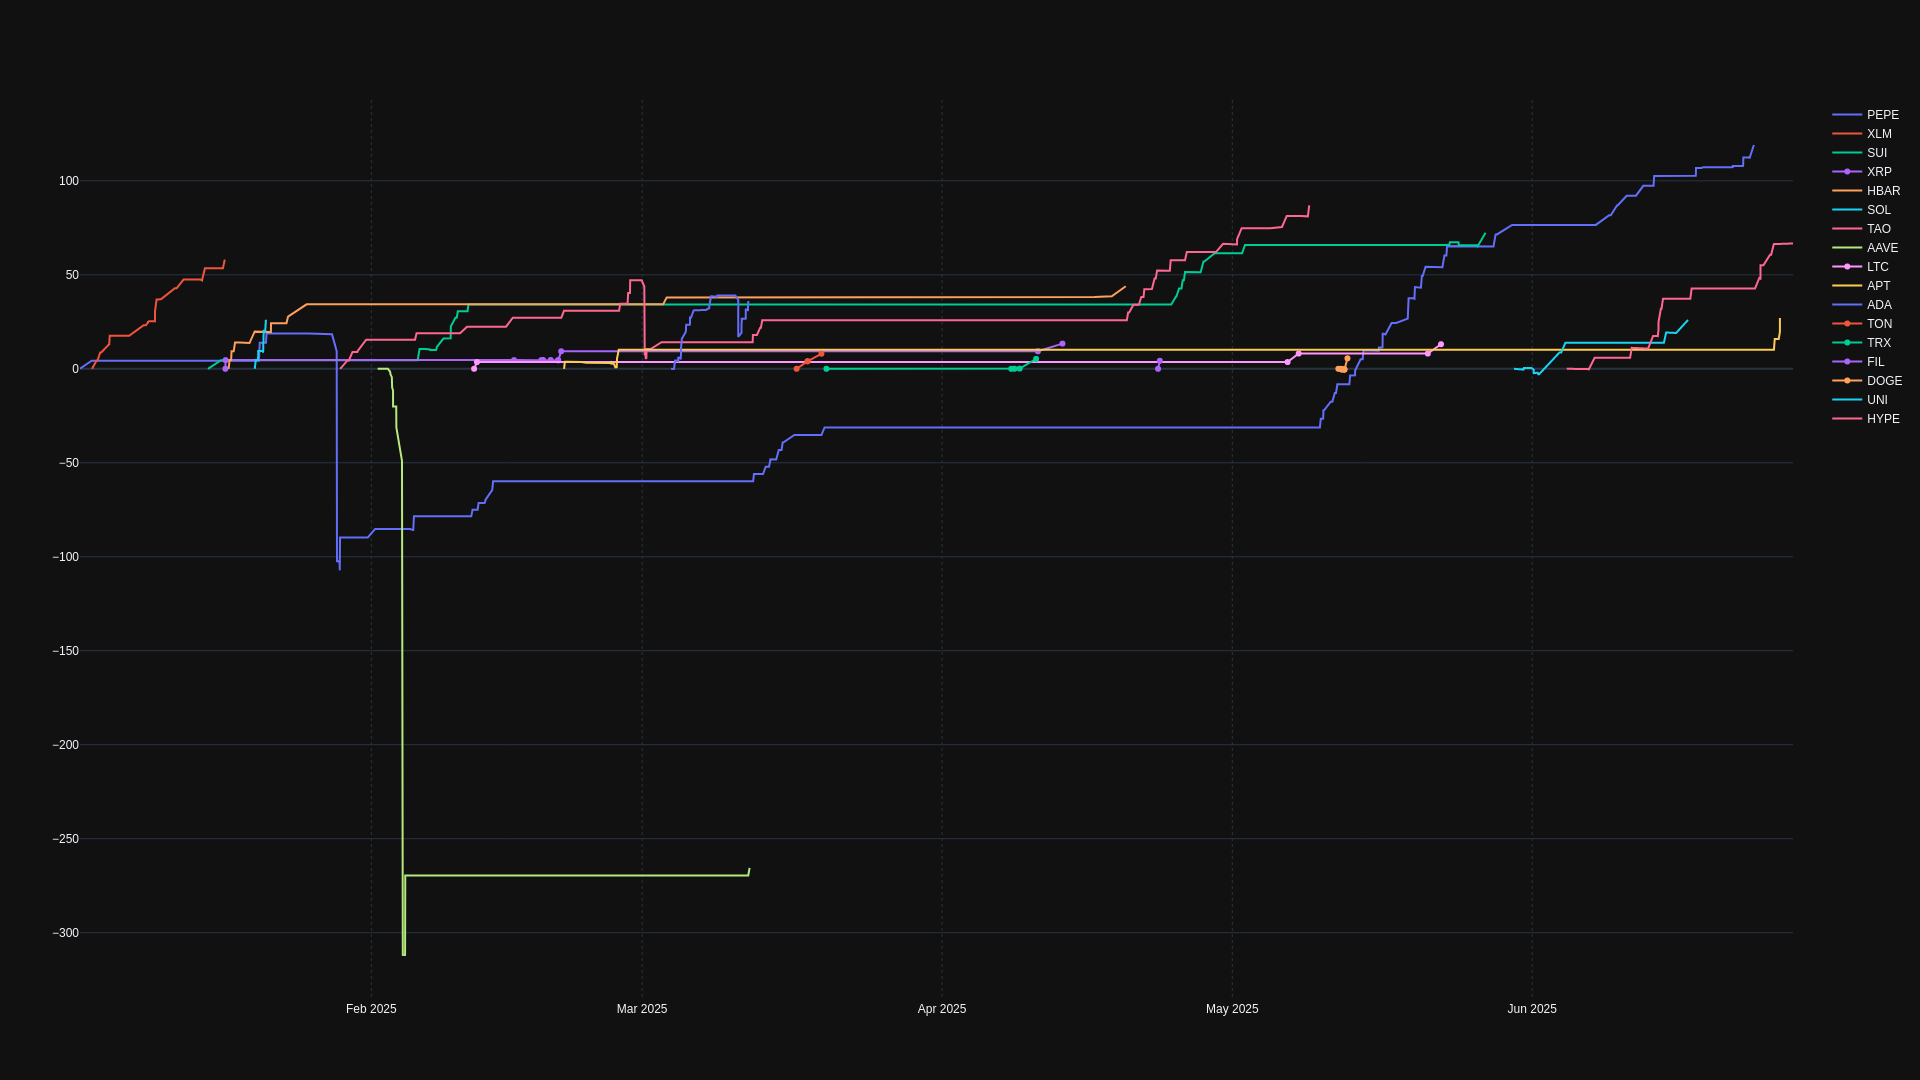 100
50
0
−50
−100
−150
−200
−250
−300
Feb 2025
Mar 2025
Apr 2025
May 2025
Jun 2025
PEPE
XLM
SUI
XRP
HBAR
SOL
TAO
AAVE
LTC
APT
ADA
TON
TRX
FIL
DOGE
UNI
HYPE